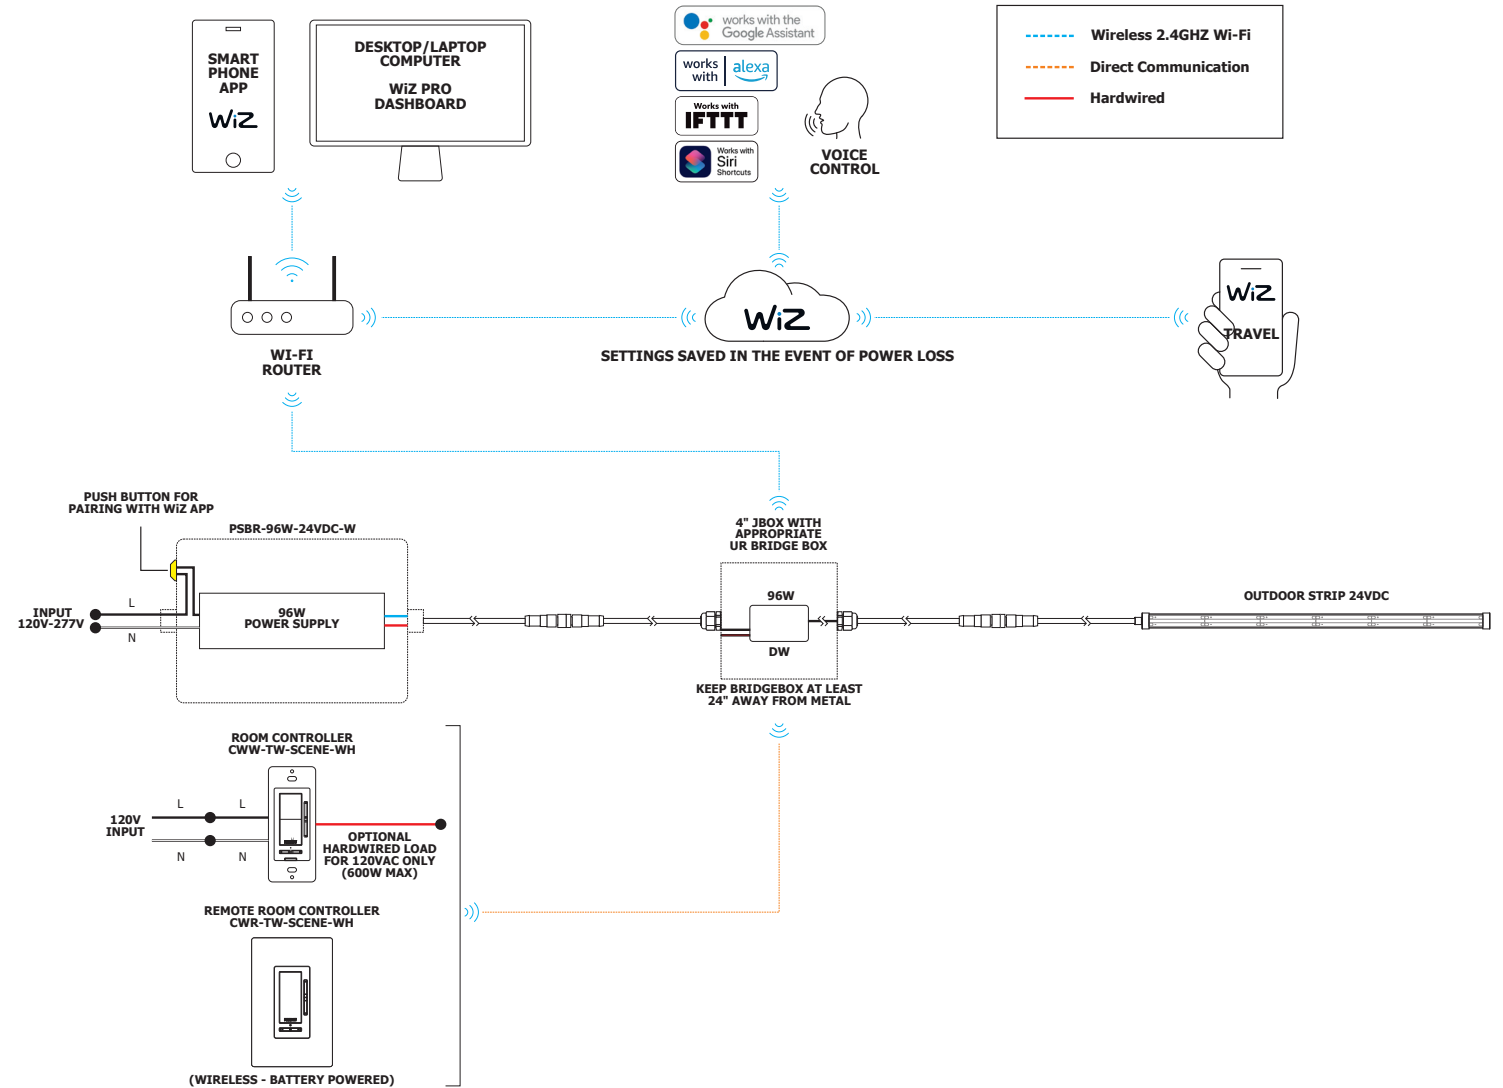 SMART
PHONE
APP
WiZ
DESKTOP/LAPTOP
COMPUTER
WiZ PRO
DASHBOARD
works with the
Google Assistant
works
with
alexa
Works with
IFTTT
Works with
Siri
Shortcuts
VOICE
CONTROL
Wireless 2.4GHZ Wi-Fi
Direct Communication
Hardwired
WI-FI
ROUTER
WiZ
SETTINGS SAVED IN THE EVENT OF POWER LOSS
WiZ
TRAVEL
PUSH BUTTON FOR
PAIRING WITH WiZ APP
PSBR-96W-24VDC-W
L
INPUT
120V-277V
N
96W
POWER SUPPLY
4" JBOX WITH
APPROPRIATE
UR BRIDGE BOX
96W
DW
KEEP BRIDGEBOX AT LEAST
24" AWAY FROM METAL
OUTDOOR STRIP 24VDC
ROOM CONTROLLER
CWW-TW-SCENE-WH
L L
120V
INPUT
N N
OPTIONAL
HARDWIRED LOAD
FOR 120VAC ONLY
(600W MAX)
REMOTE ROOM CONTROLLER
CWR-TW-SCENE-WH
(WIRELESS - BATTERY POWERED)